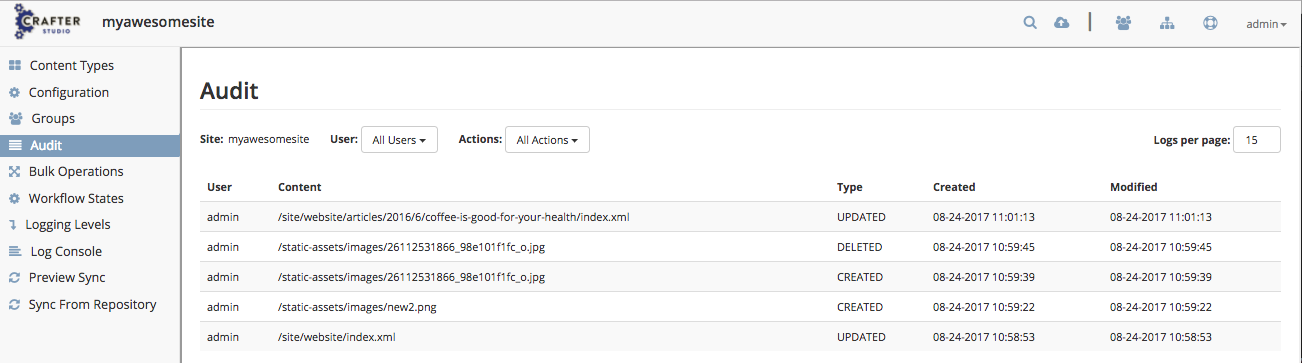 CRAFTER
STUDIO
myawesomesite
admin
Content Types
Configuration
Groups
Audit
Bulk Operations
Workflow States
Logging Levels
Log Console
Preview Sync
Sync From Repository
Audit
Site: myawesomesite User: All Users Actions: All Actions Logs per page: 15
User Content Type Created Modified
admin /site/website/articles/2016/6/coffee-is-good-for-your-health/index.xml UPDATED 08-24-2017 11:01:13 08-24-2017 11:01:13
admin /static-assets/images/26112531866_98e101f1fc_o.jpg DELETED 08-24-2017 10:59:45 08-24-2017 10:59:45
admin /static-assets/images/26112531866_98e101f1fc_o.jpg CREATED 08-24-2017 10:59:39 08-24-2017 10:59:39
admin /static-assets/images/new2.png CREATED 08-24-2017 10:59:22 08-24-2017 10:59:22
admin /site/website/index.xml UPDATED 08-24-2017 10:58:53 08-24-2017 10:58:53